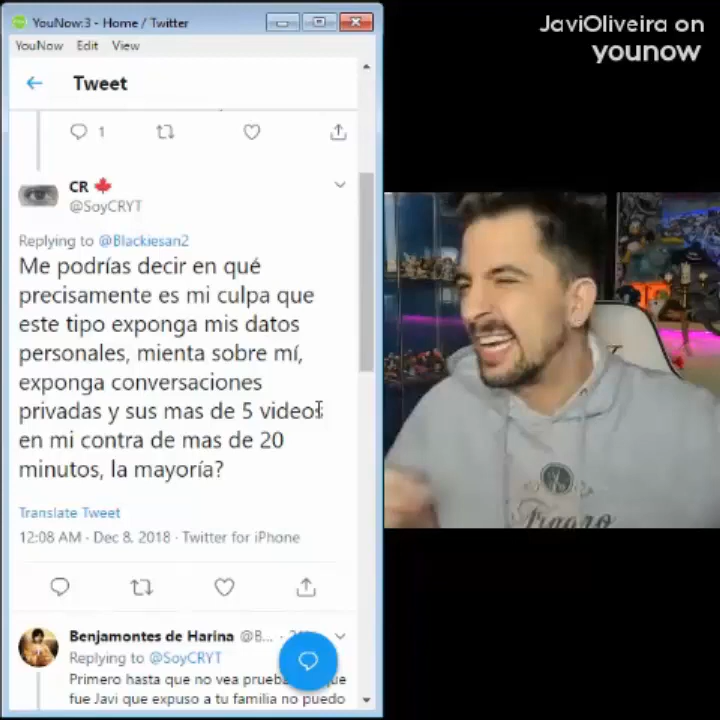 YouNow:3 - Home / Twitter
YouNow Edit View
JaviOliveira on
younow
Tweet
1
CR
@SoyCRYT
Replying to @Blackiesan2
Me podrías decir en qué
precisamente es mi culpa que
este tipo exponga mis datos
personales, mienta sobre mí,
exponga conversaciones
privadas y sus mas de 5 videos
en mi contra de mas de 20
minutos, la mayoría?
Translate Tweet
12:08 AM · Dec 8, 2018 · Twitter for iPhone
Benjamontes de Harina @B...
Replying to @SoyCRYT
Primero hasta que no vea
fue Javi que expuso a tu familia no puedo